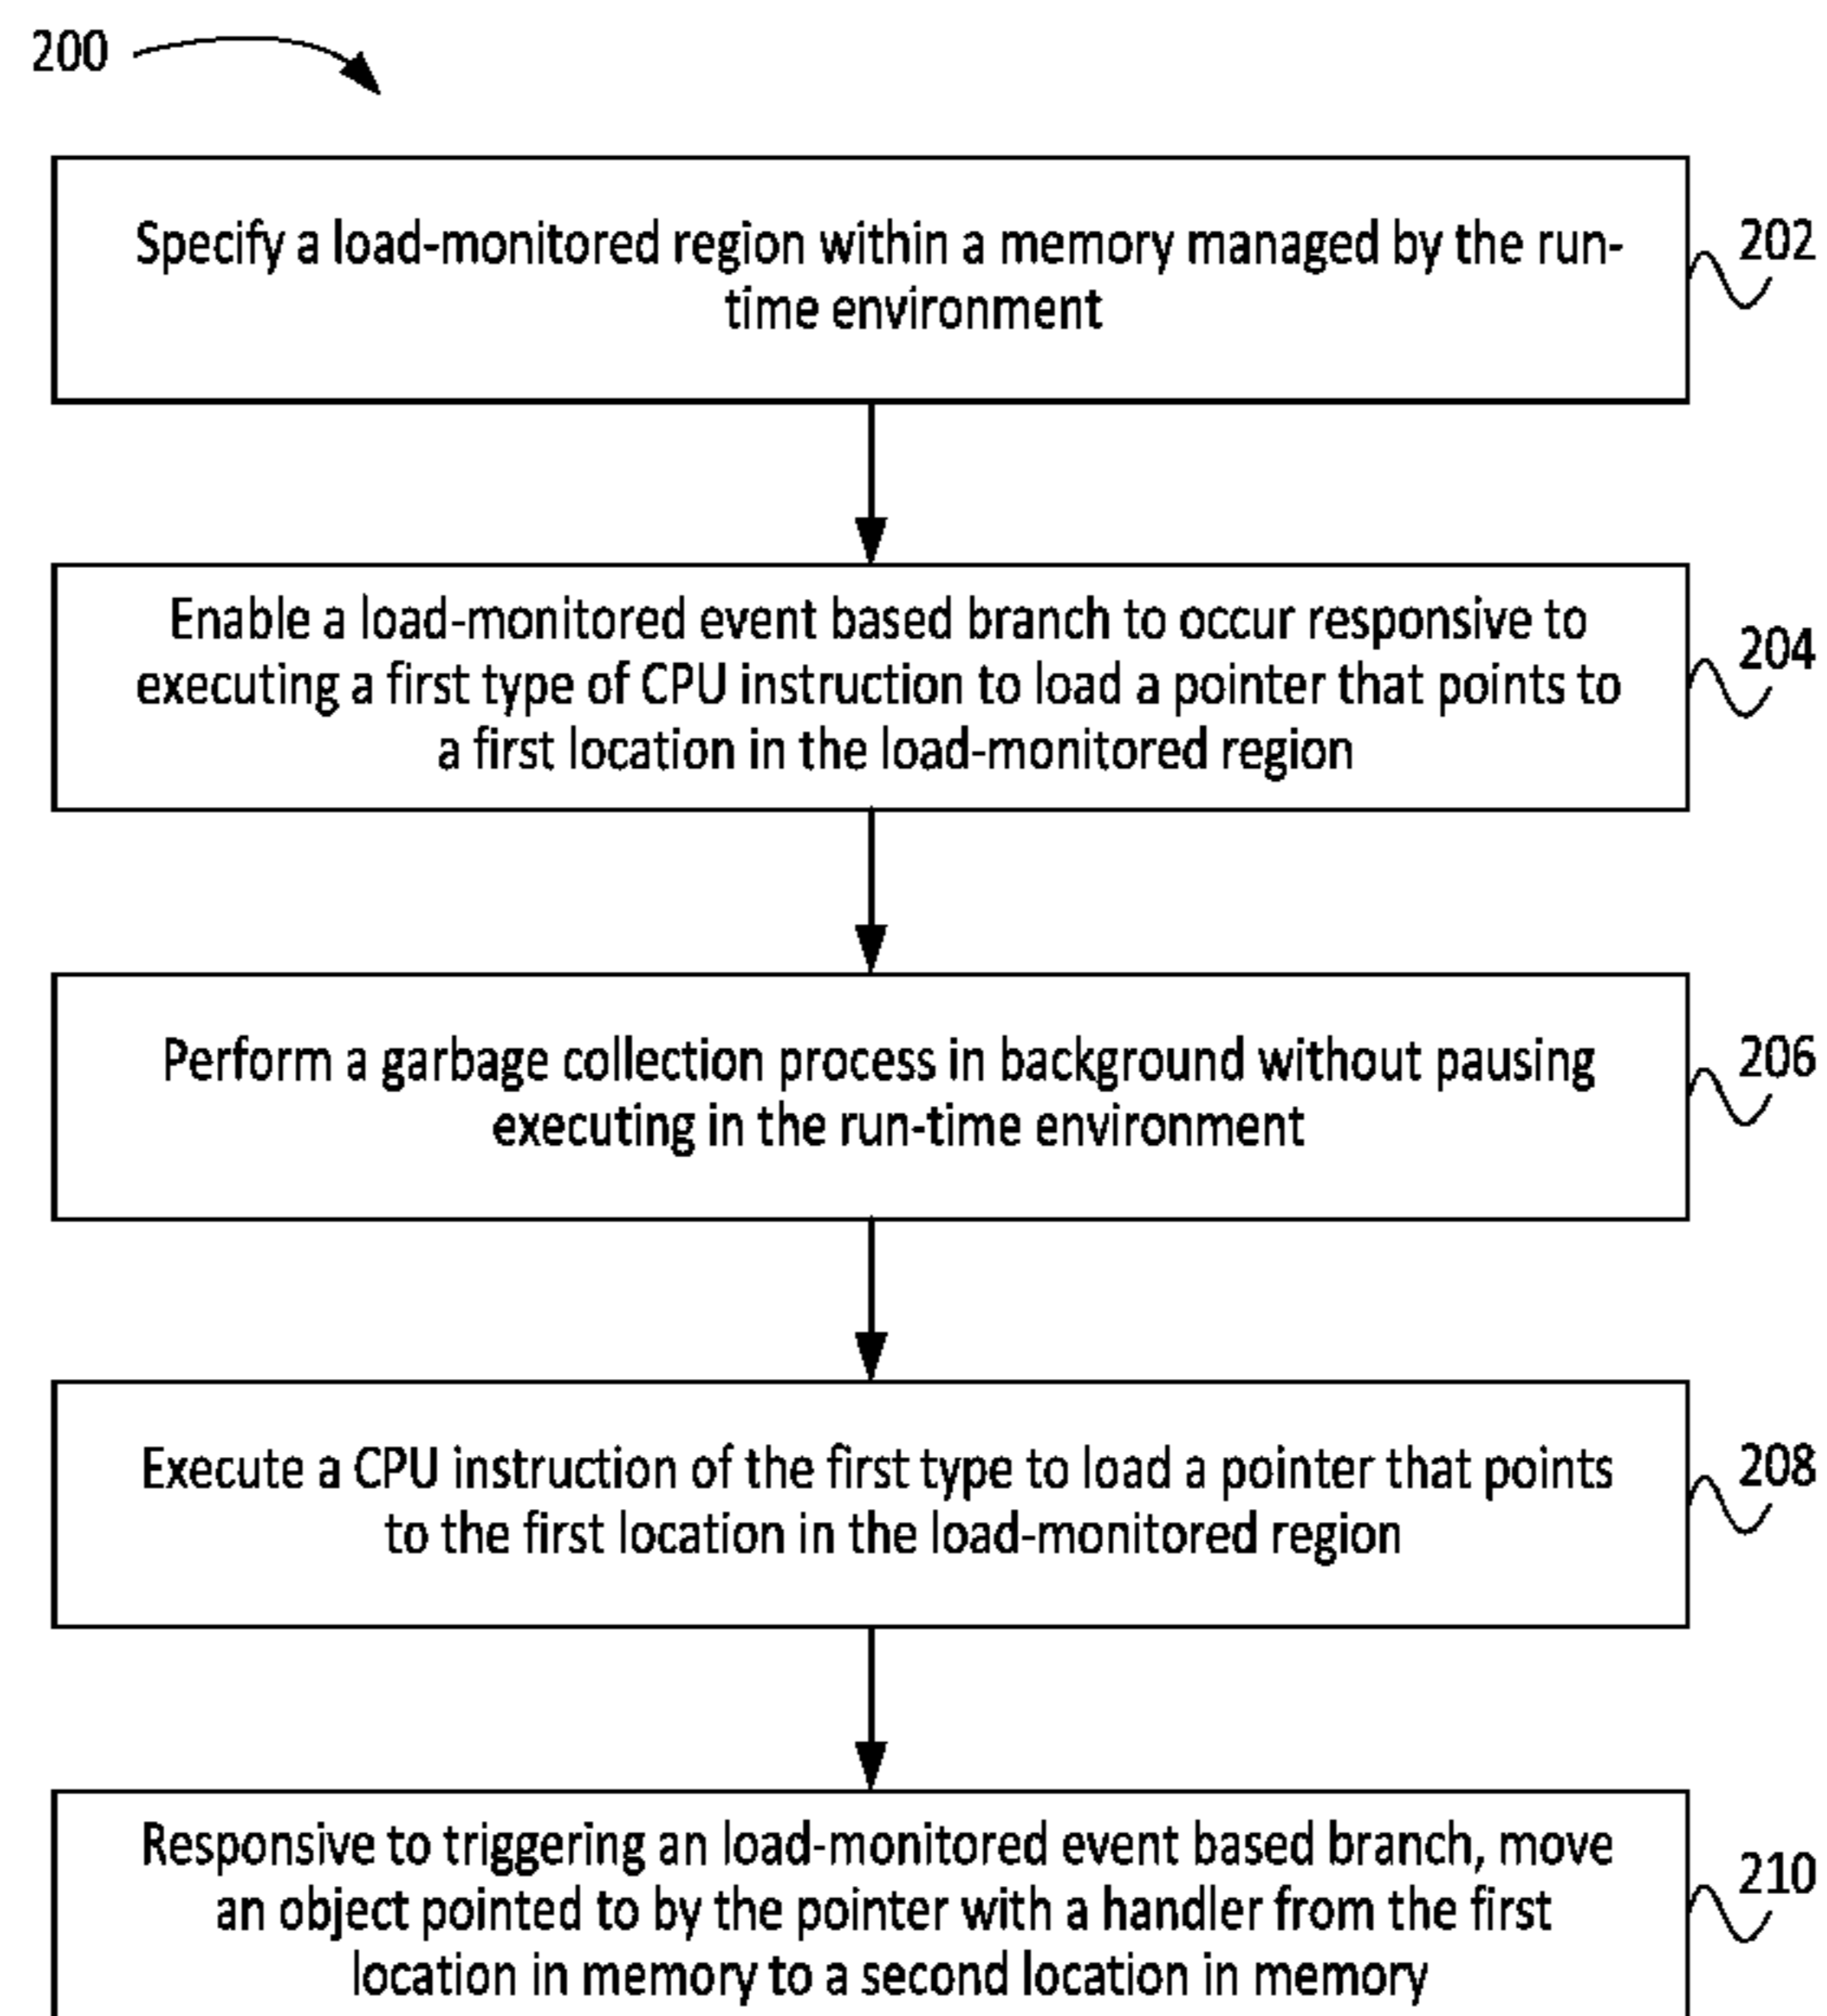 200
Specify a load-monitored region within a memory managed by the run-
time environment
202
Enable a load-monitored event based branch to occur responsive to
executing a first type of CPU instruction to load a pointer that points to
a first location in the load-monitored region
204
Perform a garbage collection process in background without pausing
executing in the run-time environment
206
Execute a CPU instruction of the first type to load a pointer that points
to the first location in the load-monitored region
208
Responsive to triggering an load-monitored event based branch, move
an object pointed to by the pointer with a handler from the first
location in memory to a second location in memory
210